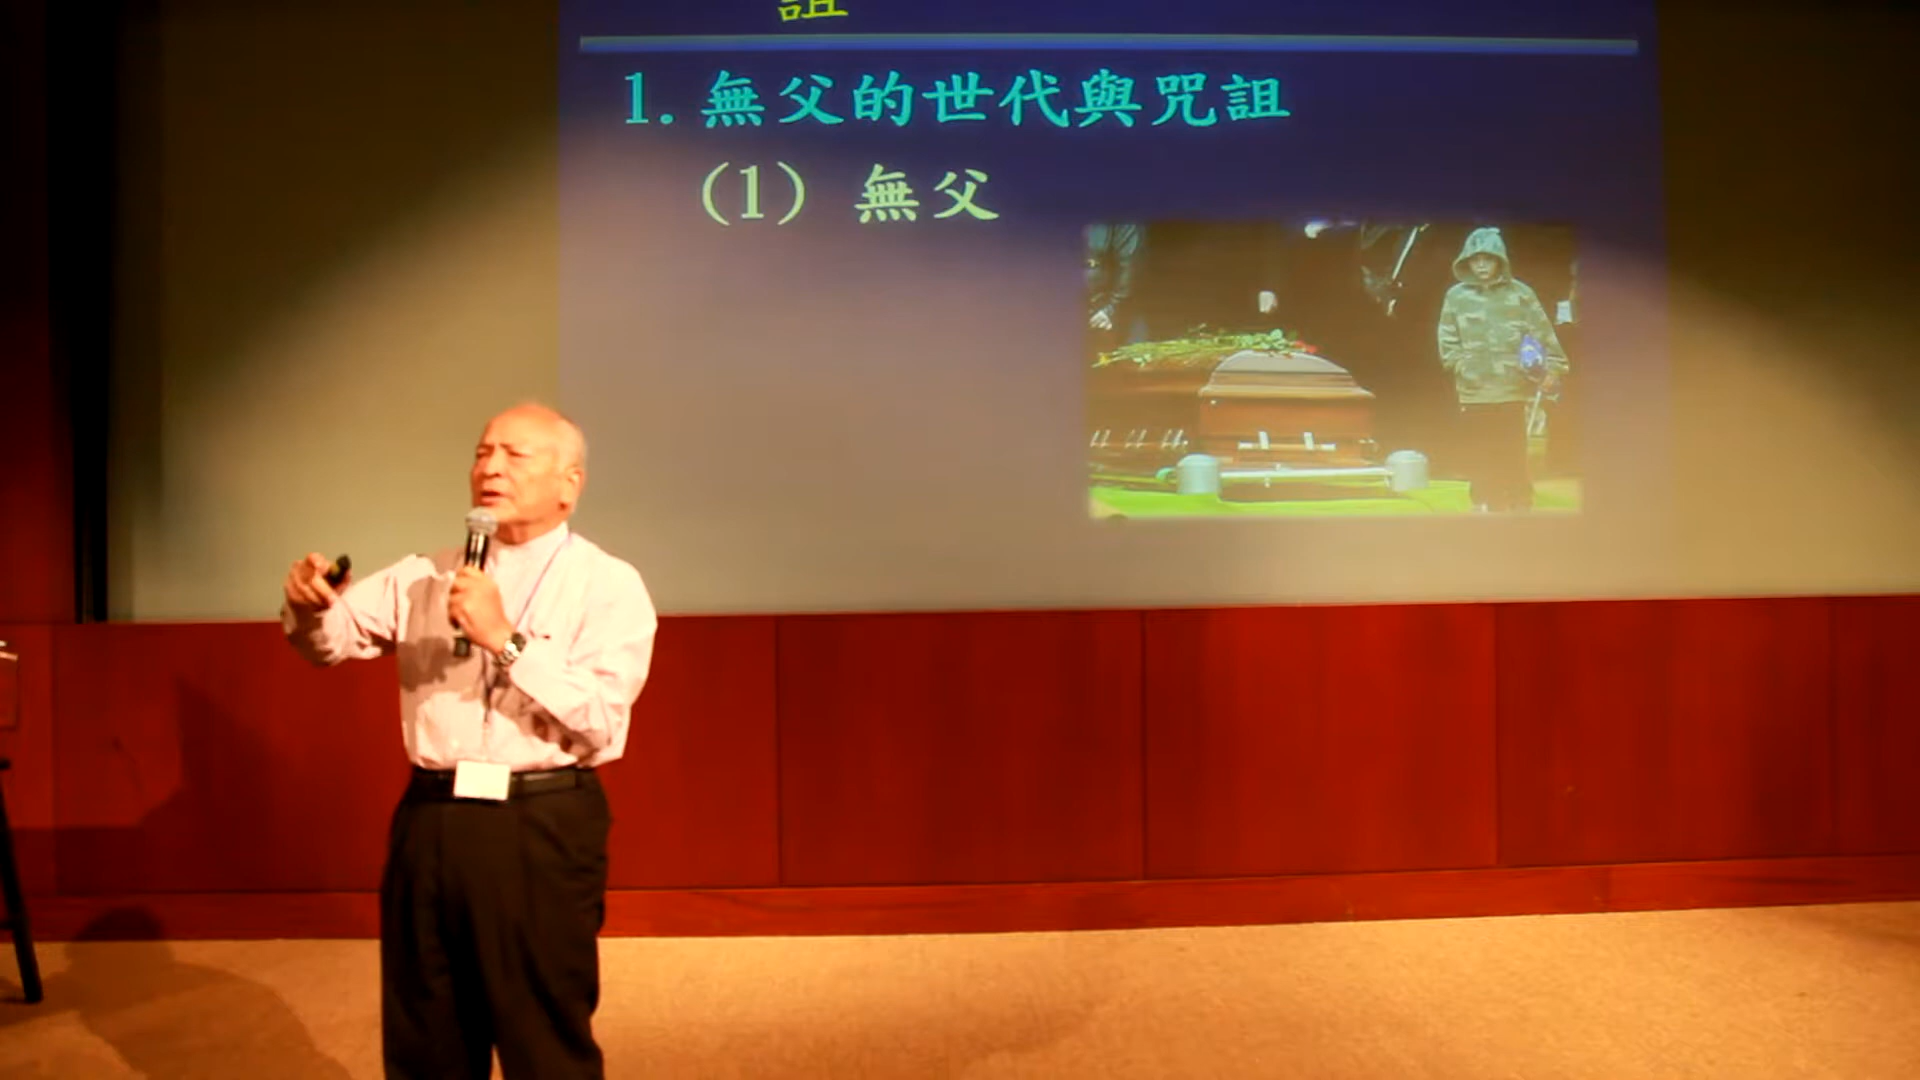 詛
1. 無父的世代與咒詛
(1) 無父